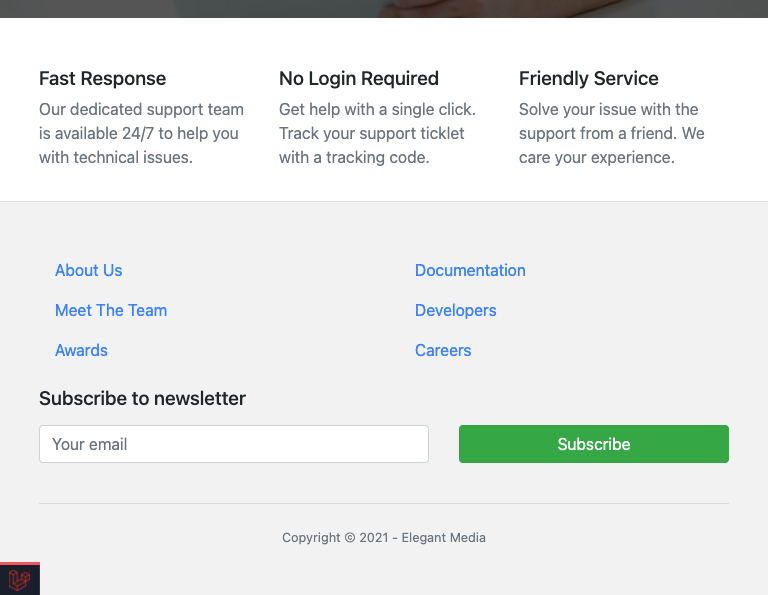 Fast Response
Our dedicated support team
is available 24/7 to help you
with technical issues.
No Login Required
Get help with a single click.
Track your support ticklet
with a tracking code.
Friendly Service
Solve your issue with the
support from a friend. We
care your experience.
About Us
Meet The Team
Awards
Documentation
Developers
Careers
Subscribe to newsletter
Your email
Subscribe
Copyright © 2021 - Elegant Media